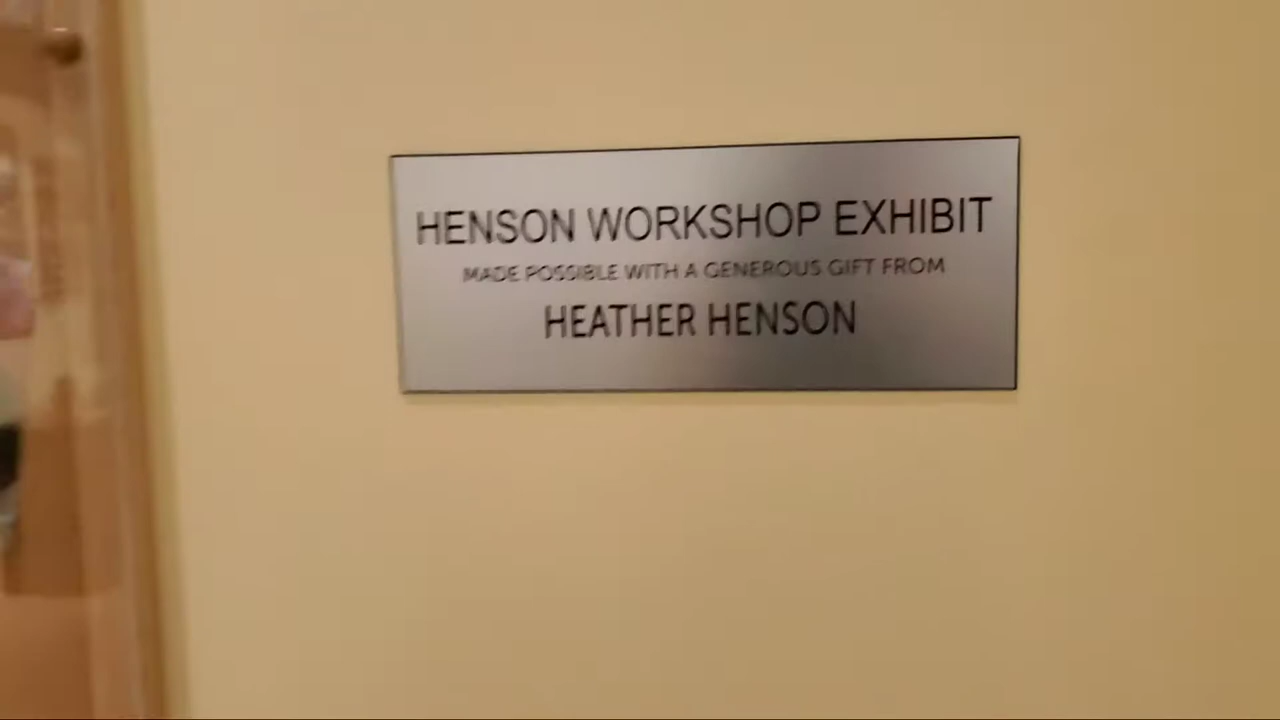 HENSON WORKSHOP EXHIBIT
MADE POSSIBLE WITH A GENEROUS GIFT FROM
HEATHER HENSON